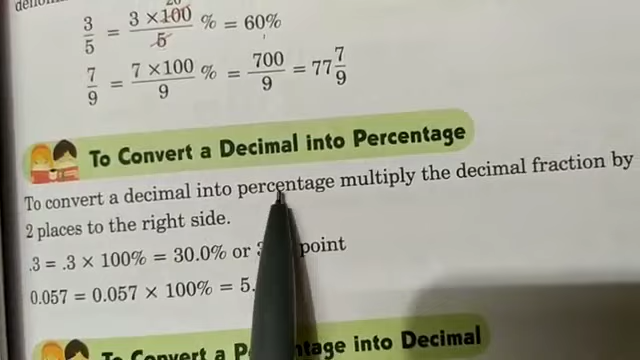 3/5 = 3 × 100/5 % = 60%
7/9 = 7 × 100/9 % = 700/9 = 77 7/9
To Convert a Decimal into Percentage
To convert a decimal into percentage multiply the decimal fraction by
2 places to the right side.
.3 = .3 × 100% = 30.0% or point
0.057 = 0.057 × 100% = 5.
To Convert a into Decimal